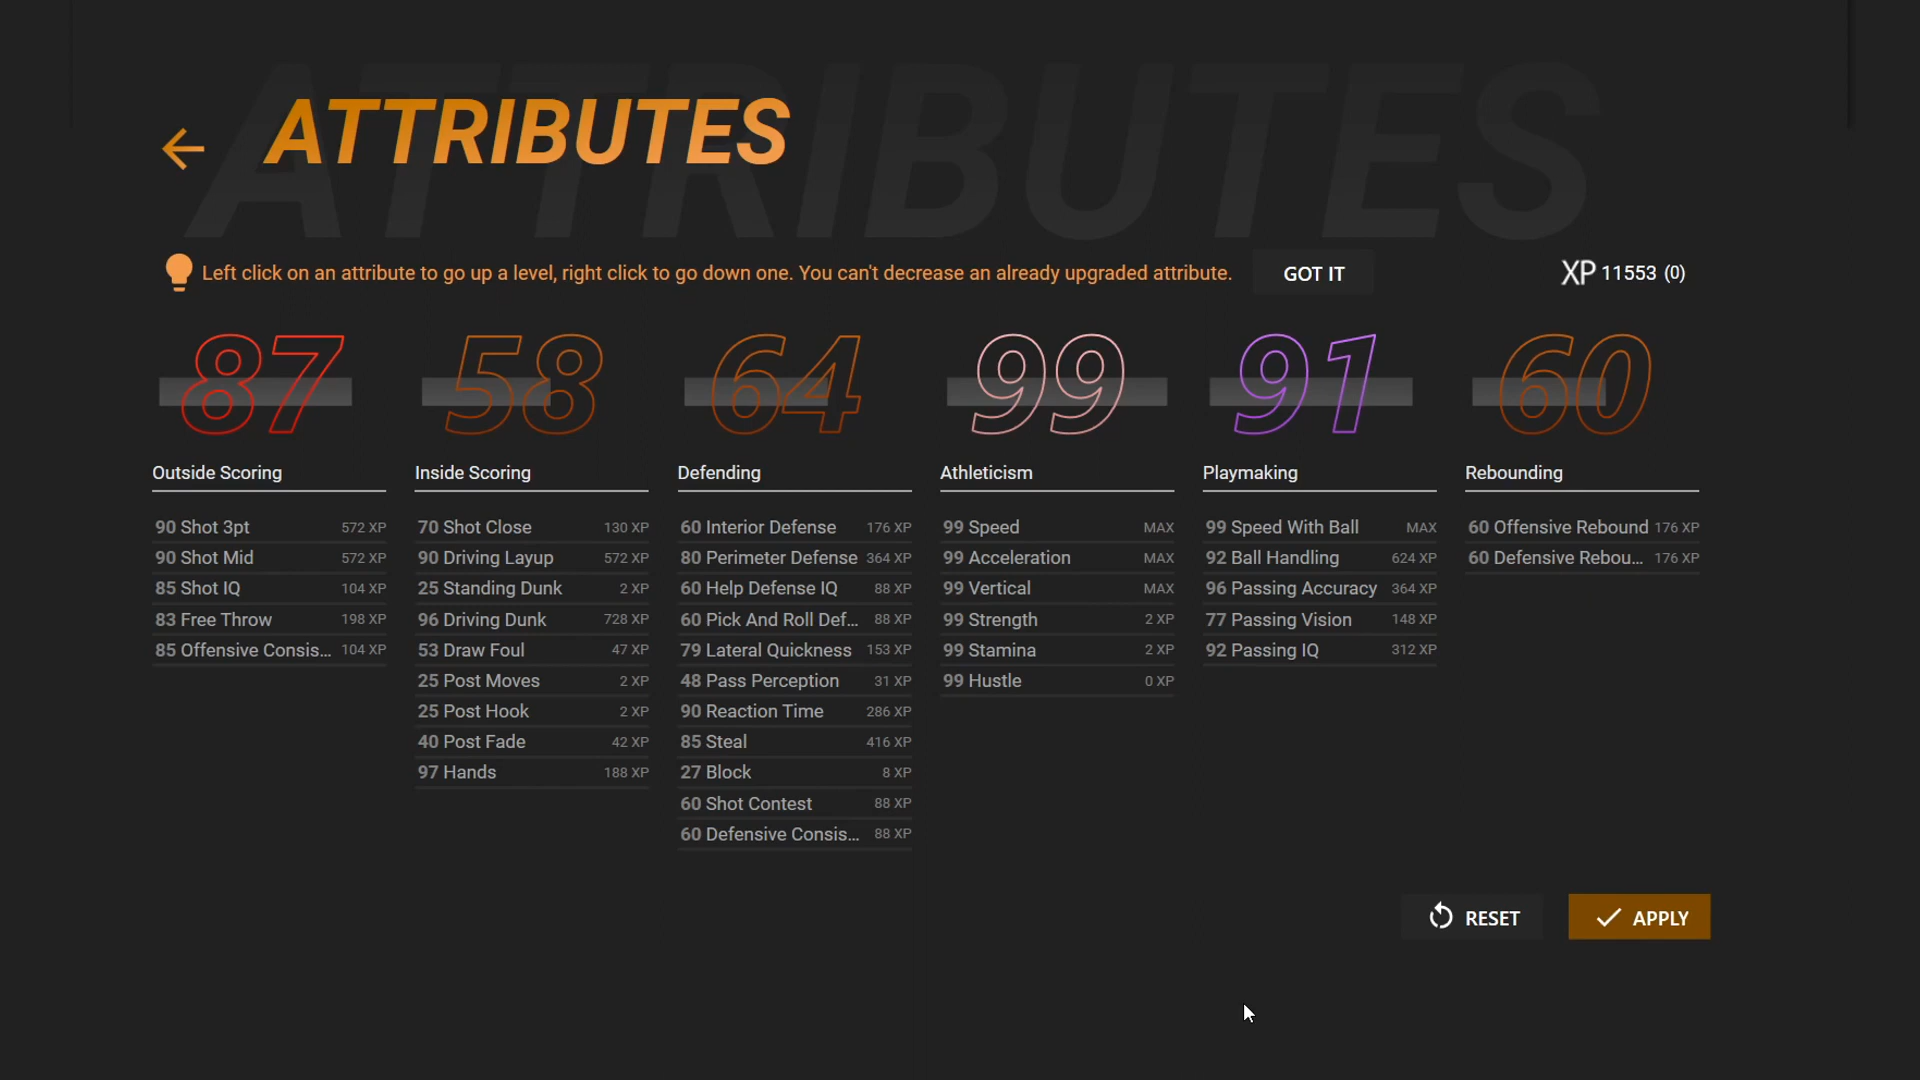 ATTRIBUTES
ATTRIBUTES
Left click on an attribute to go up a level, right click to go down one. You can't decrease an already upgraded attribute.
GOT IT
XP 11553 (0)
87
58
64
99
91
60
Outside Scoring
90 Shot 3pt 572 XP
90 Shot Mid 572 XP
85 Shot IQ 104 XP
83 Free Throw 198 XP
85 Offensive Consis... 104 XP
Inside Scoring
70 Shot Close 130 XP
90 Driving Layup 572 XP
25 Standing Dunk 2 XP
96 Driving Dunk 728 XP
53 Draw Foul 47 XP
25 Post Moves 2 XP
25 Post Hook 2 XP
40 Post Fade 42 XP
97 Hands 188 XP
Defending
60 Interior Defense 176 XP
80 Perimeter Defense 364 XP
60 Help Defense IQ 88 XP
60 Pick And Roll Def... 88 XP
79 Lateral Quickness 153 XP
48 Pass Perception 31 XP
90 Reaction Time 286 XP
85 Steal 416 XP
27 Block 8 XP
60 Shot Contest 88 XP
60 Defensive Consis... 88 XP
Athleticism
99 Speed MAX
99 Acceleration MAX
99 Vertical MAX
99 Strength 2 XP
99 Stamina 2 XP
99 Hustle 0 XP
Playmaking
99 Speed With Ball MAX
92 Ball Handling 624 XP
96 Passing Accuracy 364 XP
77 Passing Vision 148 XP
92 Passing IQ 312 XP
Rebounding
60 Offensive Rebound 176 XP
60 Defensive Rebou... 176 XP
RESET
APPLY